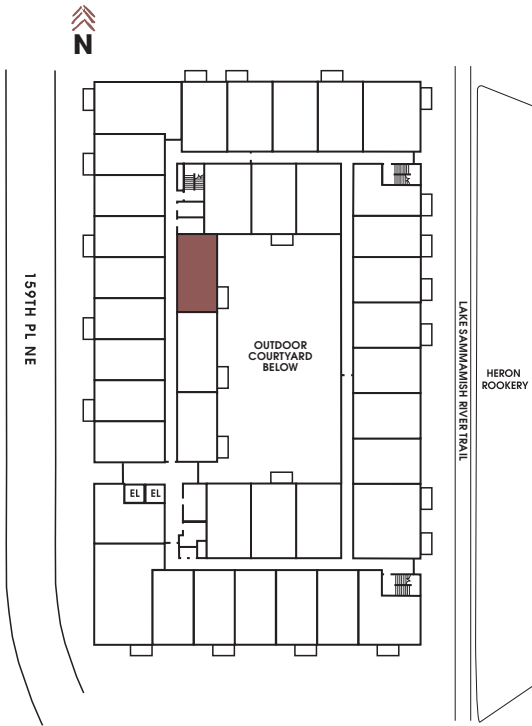 N
159TH PL NE
OUTDOOR
COURTYARD
BELOW
LAKE SAMMAMISH RIVER TRAIL
HERON
ROOKERY
EL EL